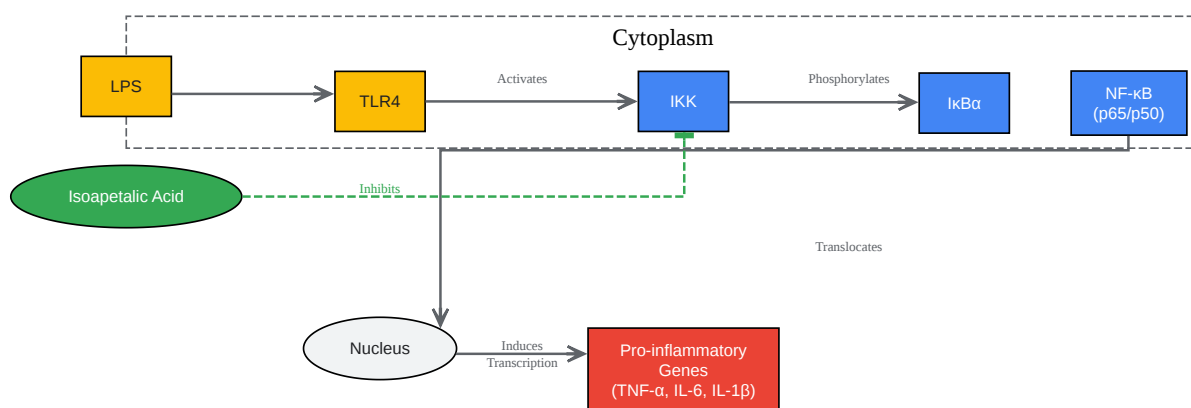 Cytoplasm
LPS
TLR4
Activates
IKK
Phosphorylates
IκBα
NF-κB
(p65/p50)
Isoapetalic Acid
Inhibits
Translocates
Nucleus
Induces
Transcription
Pro-inflammatory
Genes
(TNF-α, IL-6, IL-1β)